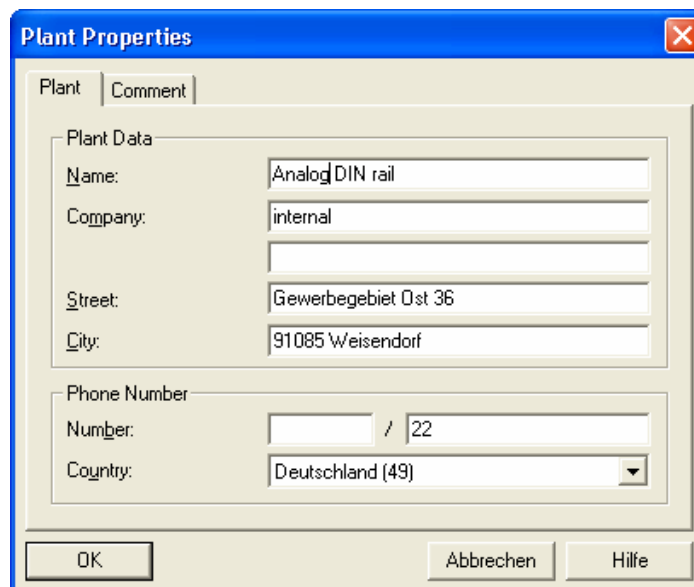 Plant Properties
Plant Comment
Plant Data
Name: Analog DIN rail
Company: internal
Street: Gewerbegebiet Ost 36
City: 91085 Weisendorf
Phone Number
Number: / 22
Country: Deutschland (49)
OK Abbrechen Hilfe